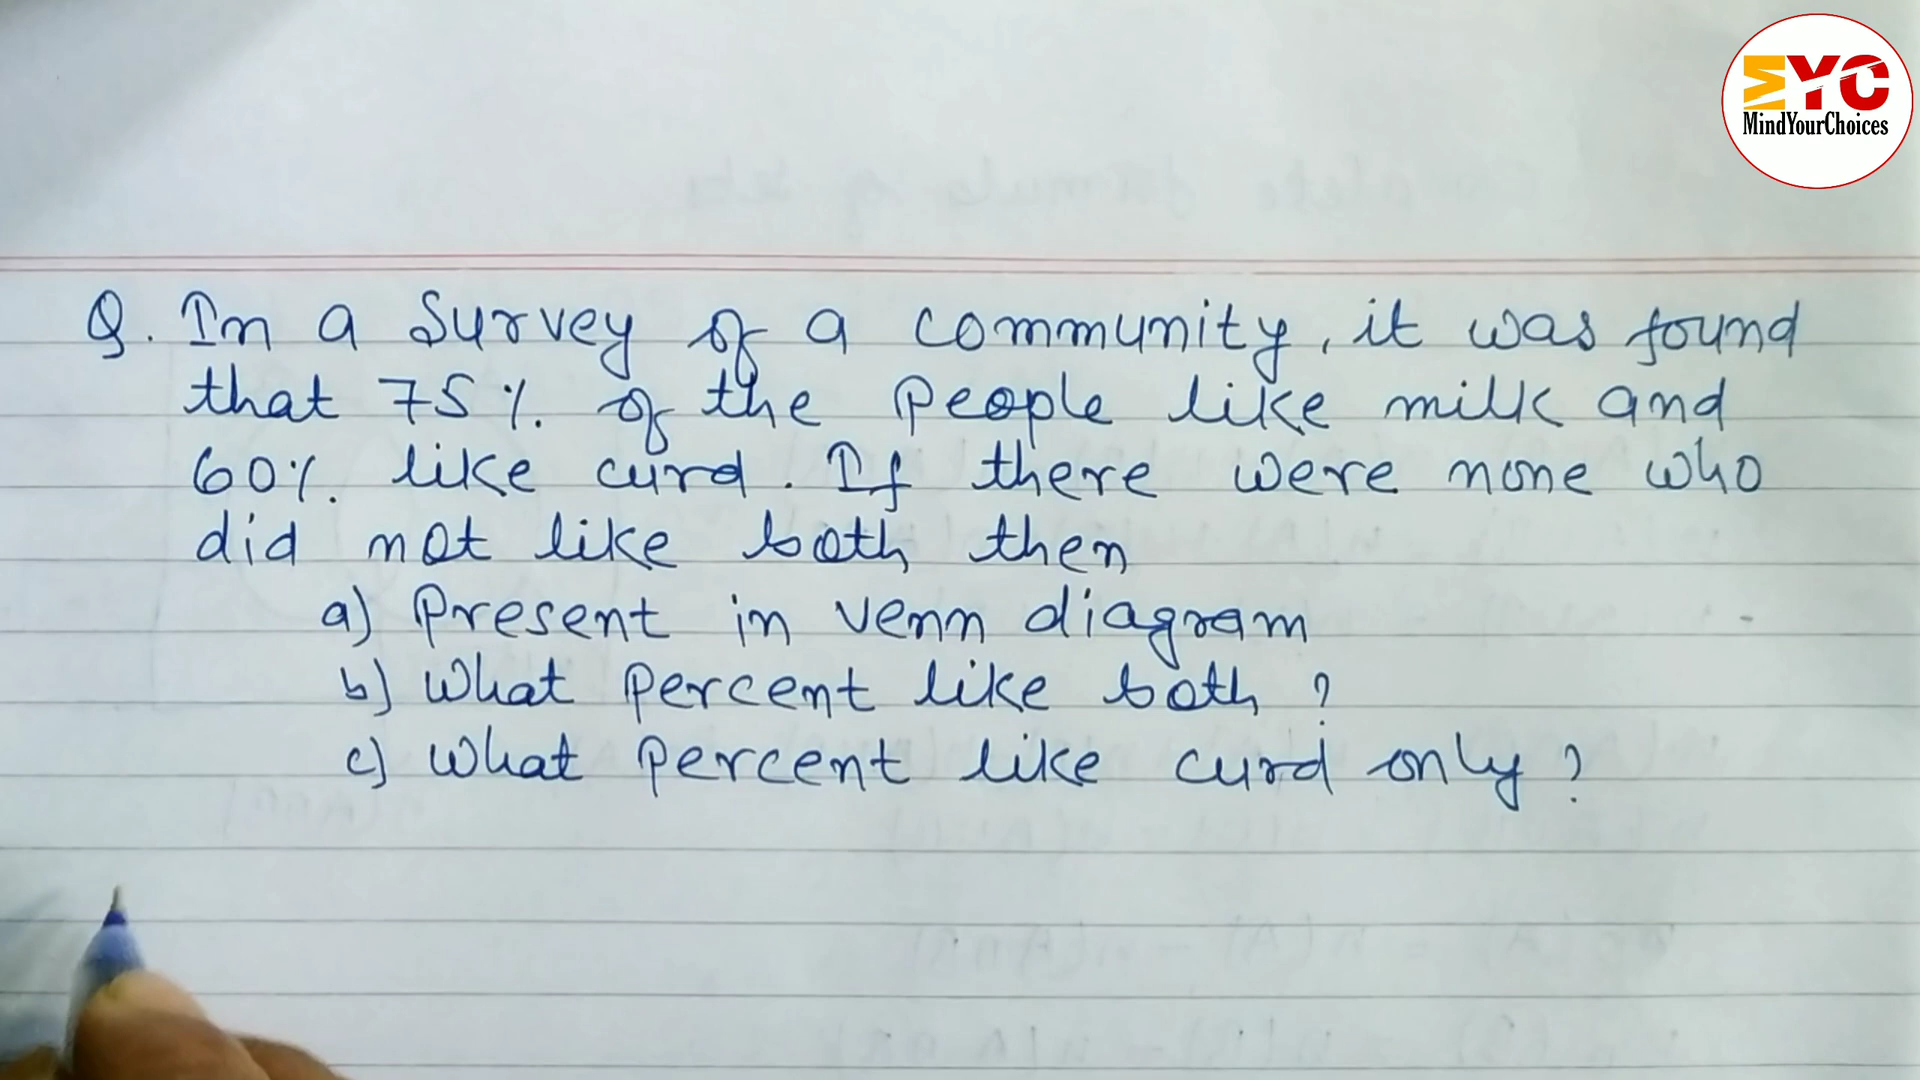 MYC
MindYourChoices
Q. In a survey of a community, it was found
that 75% of the people like milk and
60% like curd. If there were none who
did not like both then
a) Present in venn diagram
b) What percent like both ?
c) What percent like curd only ?